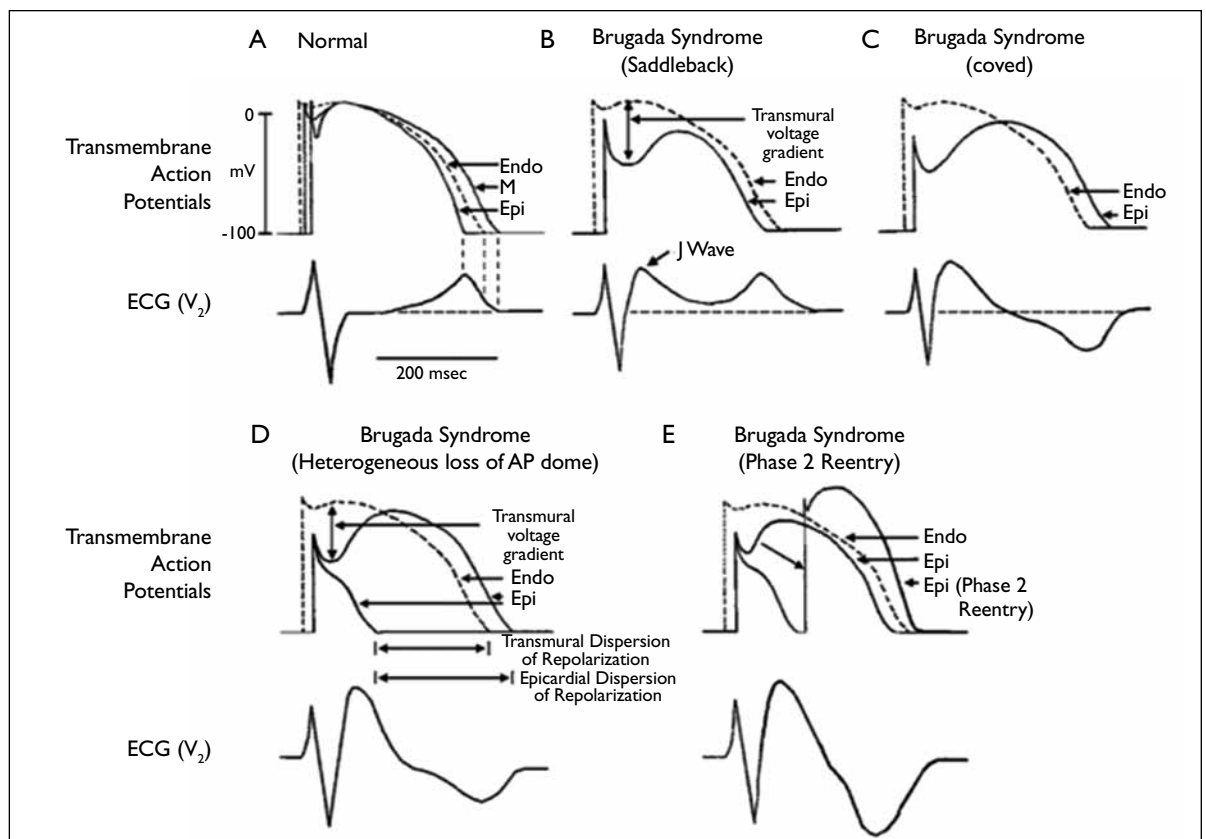 A Normal
B Brugada Syndrome
(Saddleback)
C Brugada Syndrome
(coved)
Transmembrane
Action
Potentials
0
mV
-100
Endo
M
Epi
Transmural
voltage
gradient
Endo
Epi
Endo
Epi
ECG (V2)
J Wave
200 msec
D Brugada Syndrome
(Heterogeneous loss of AP dome)
E Brugada Syndrome
(Phase 2 Reentry)
Transmembrane
Action
Potentials
Transmural
voltage
gradient
Endo
Epi
Transmural Dispersion
of Repolarization
Epicardial Dispersion
of Repolarization
Endo
Epi
Epi (Phase 2
Reentry)
ECG (V2)